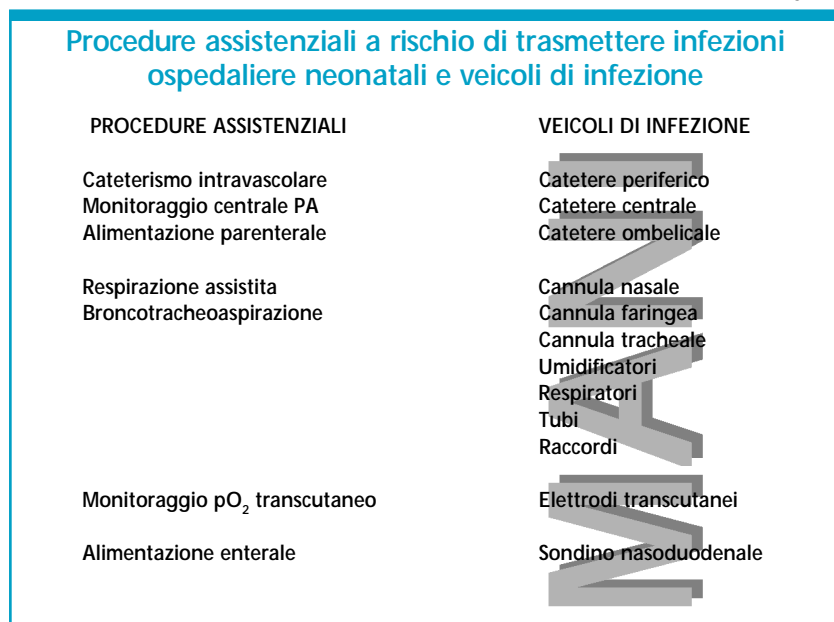 Procedure assistenziali a rischio di trasmettere infezioni
ospedaliere neonatali e veicoli di infezione
PROCEDURE ASSISTENZIALI VEICOLI DI INFEZIONE
Cateterismo intravascolare Catetere periferico
Monitoraggio centrale PA Catetere centrale
Alimentazione parenterale Catetere ombelicale
Respirazione assistita Cannula nasale
Broncotracheoaspirazione Cannula faringea
Cannula tracheale
Umidificatori
Respiratori
Tubi
Raccordi
Monitoraggio pO₂ transcutaneo Elettrodi transcutanei
Alimentazione enterale Sondino nasoduodenale
MANI